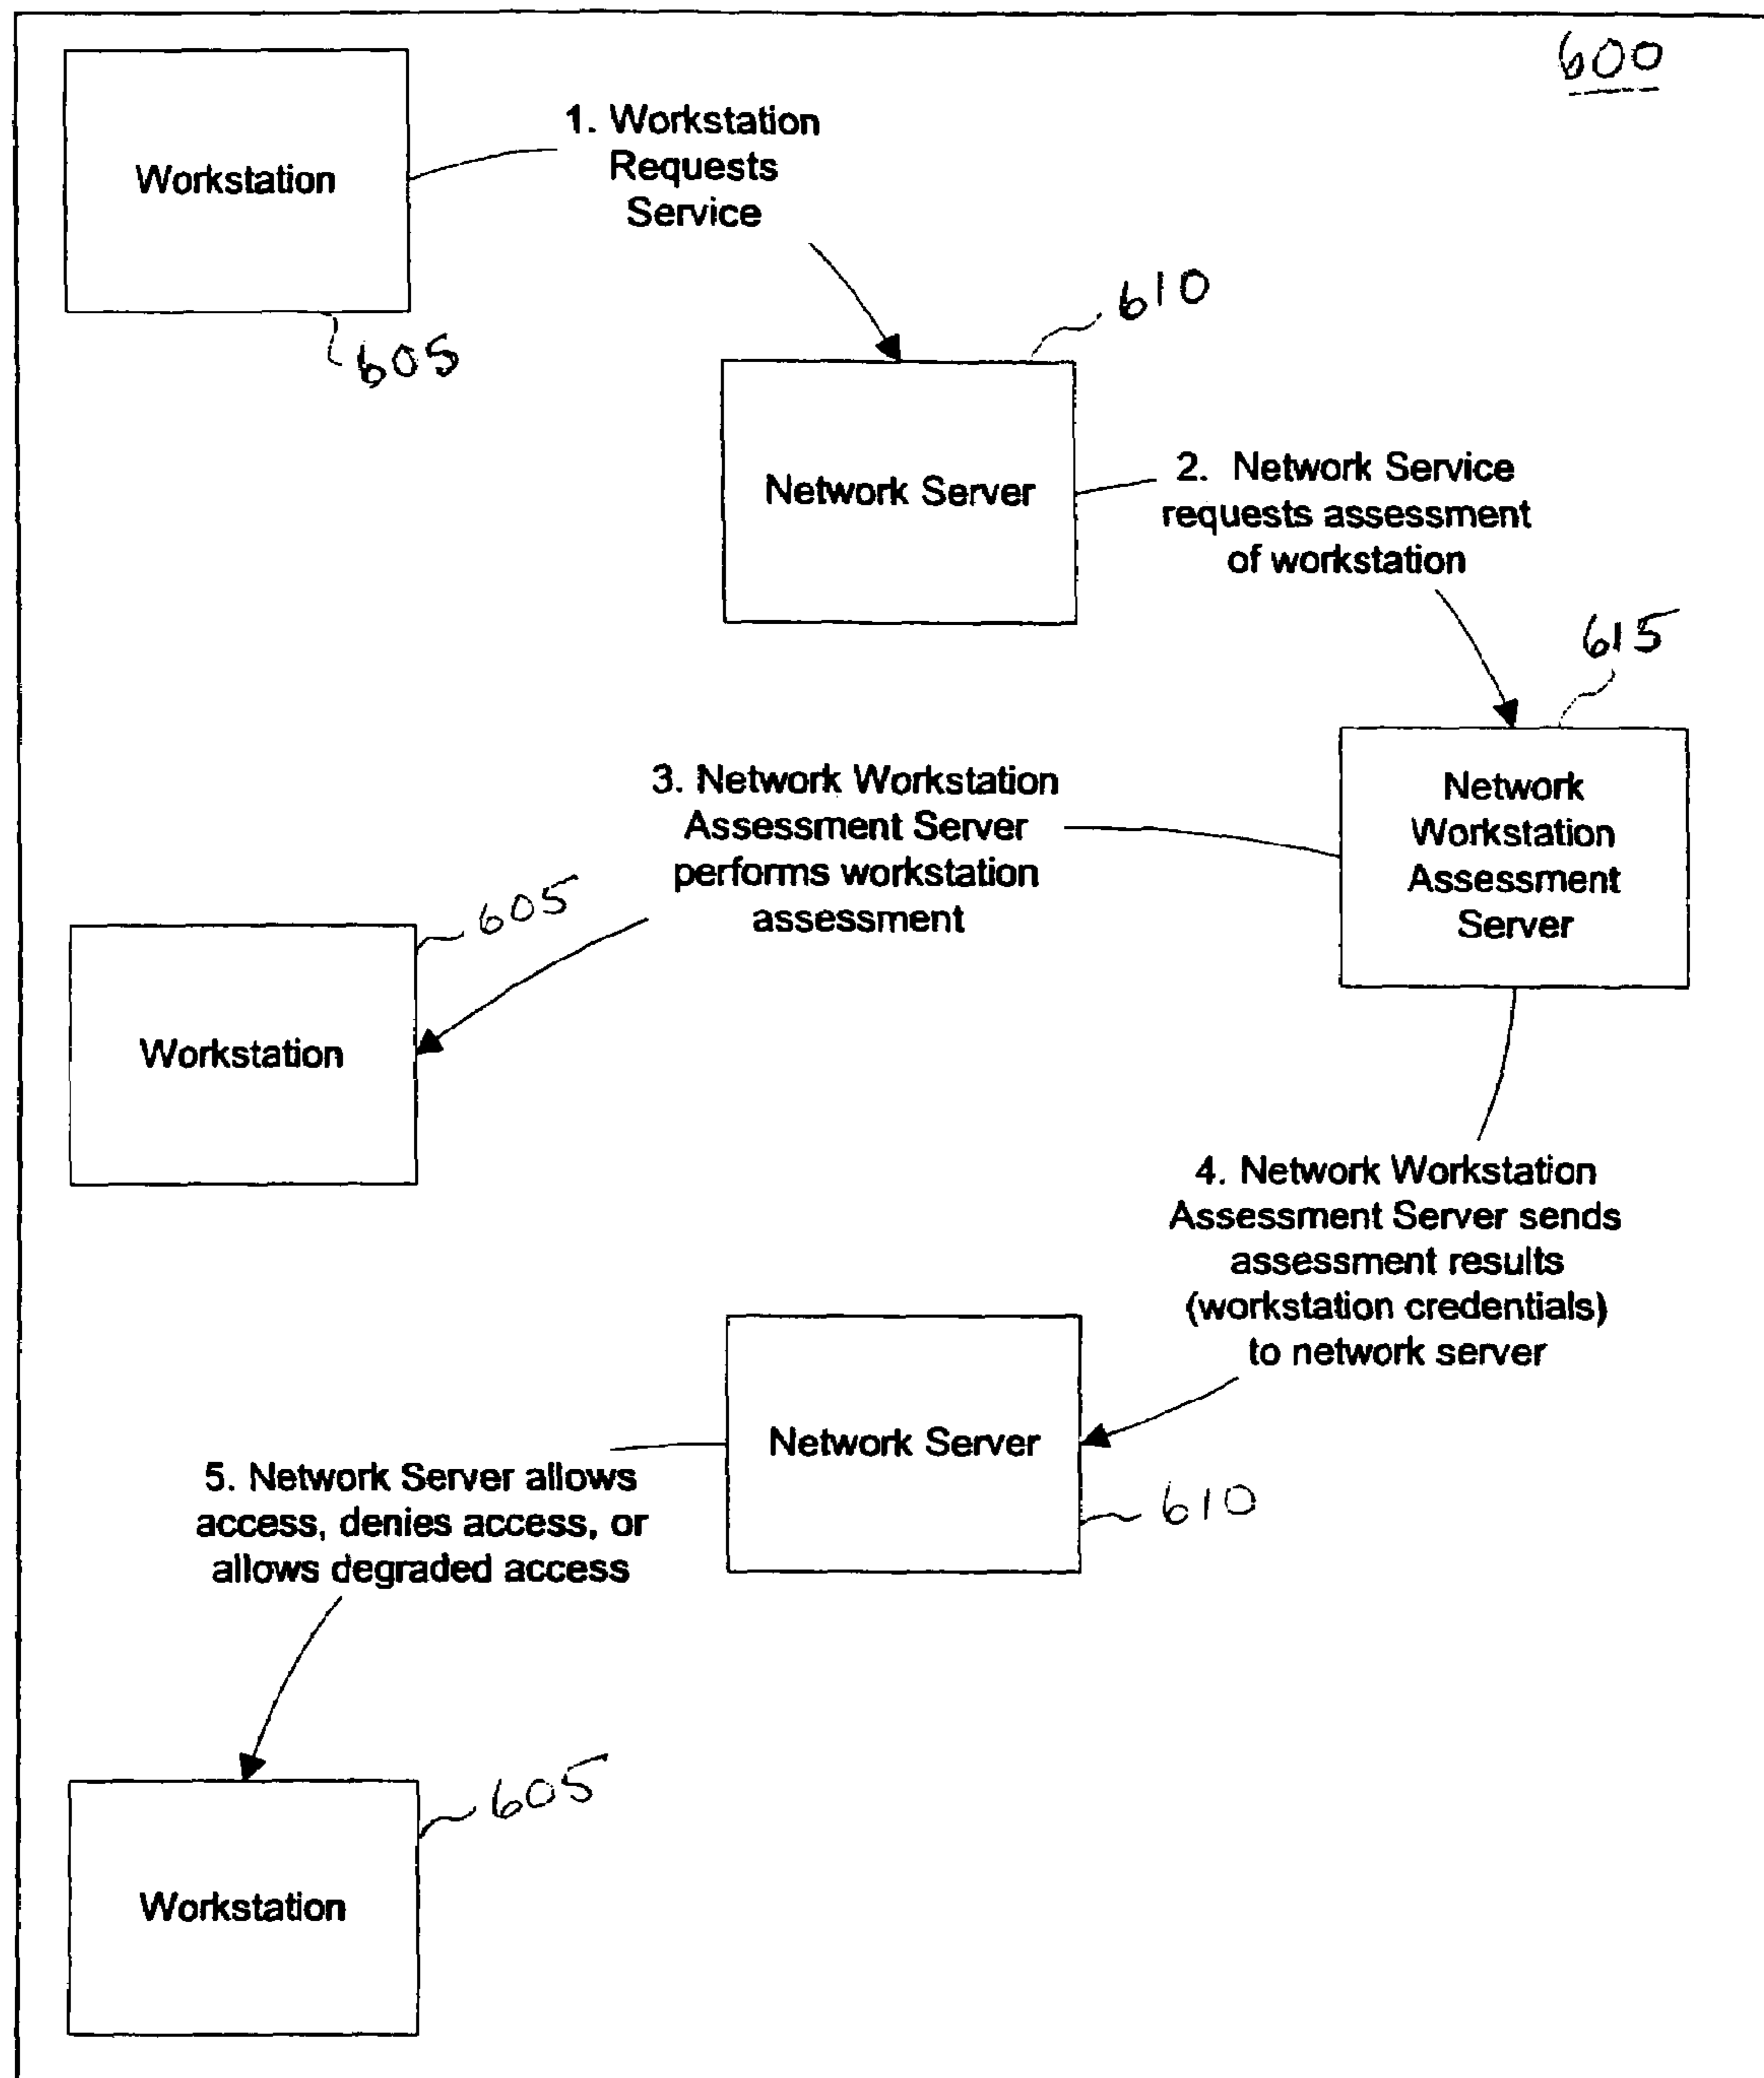 600
Workstation
1. Workstation
Requests
Service
605
610
Network Server
2. Network Service
requests assessment
of workstation
615
Network
Workstation
Assessment
Server
3. Network Workstation
Assessment Server
performs workstation
assessment
605
Workstation
4. Network Workstation
Assessment Server sends
assessment results
(workstation credentials)
to network server
Network Server
610
5. Network Server allows
access, denies access, or
allows degraded access
605
Workstation